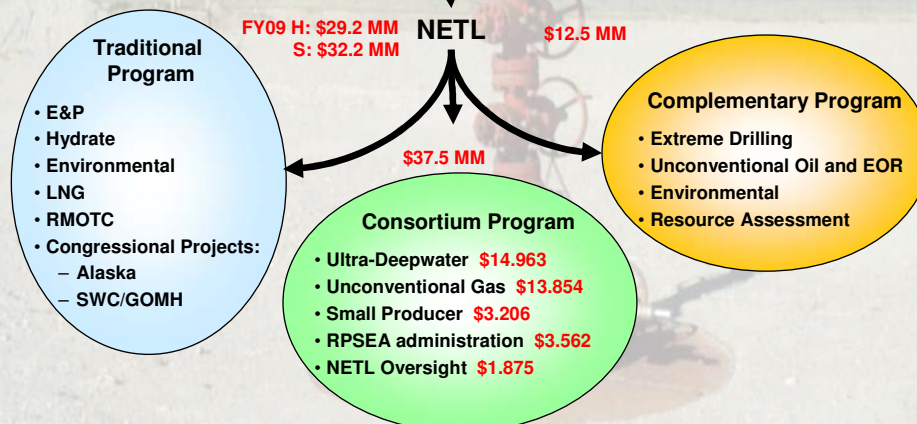 FY09 H: $29.2 MM
S: $32.2 MM
NETL
$12.5 MM
Traditional
Program
• E&P
• Hydrate
• Environmental
• LNG
• RMOTC
• Congressional Projects:
– Alaska
– SWC/GOMH
$37.5 MM
Consortium Program
• Ultra-Deepwater $14.963
• Unconventional Gas $13.854
• Small Producer $3.206
• RPSEA administration $3.562
• NETL Oversight $1.875
Complementary Program
• Extreme Drilling
• Unconventional Oil and EOR
• Environmental
• Resource Assessment